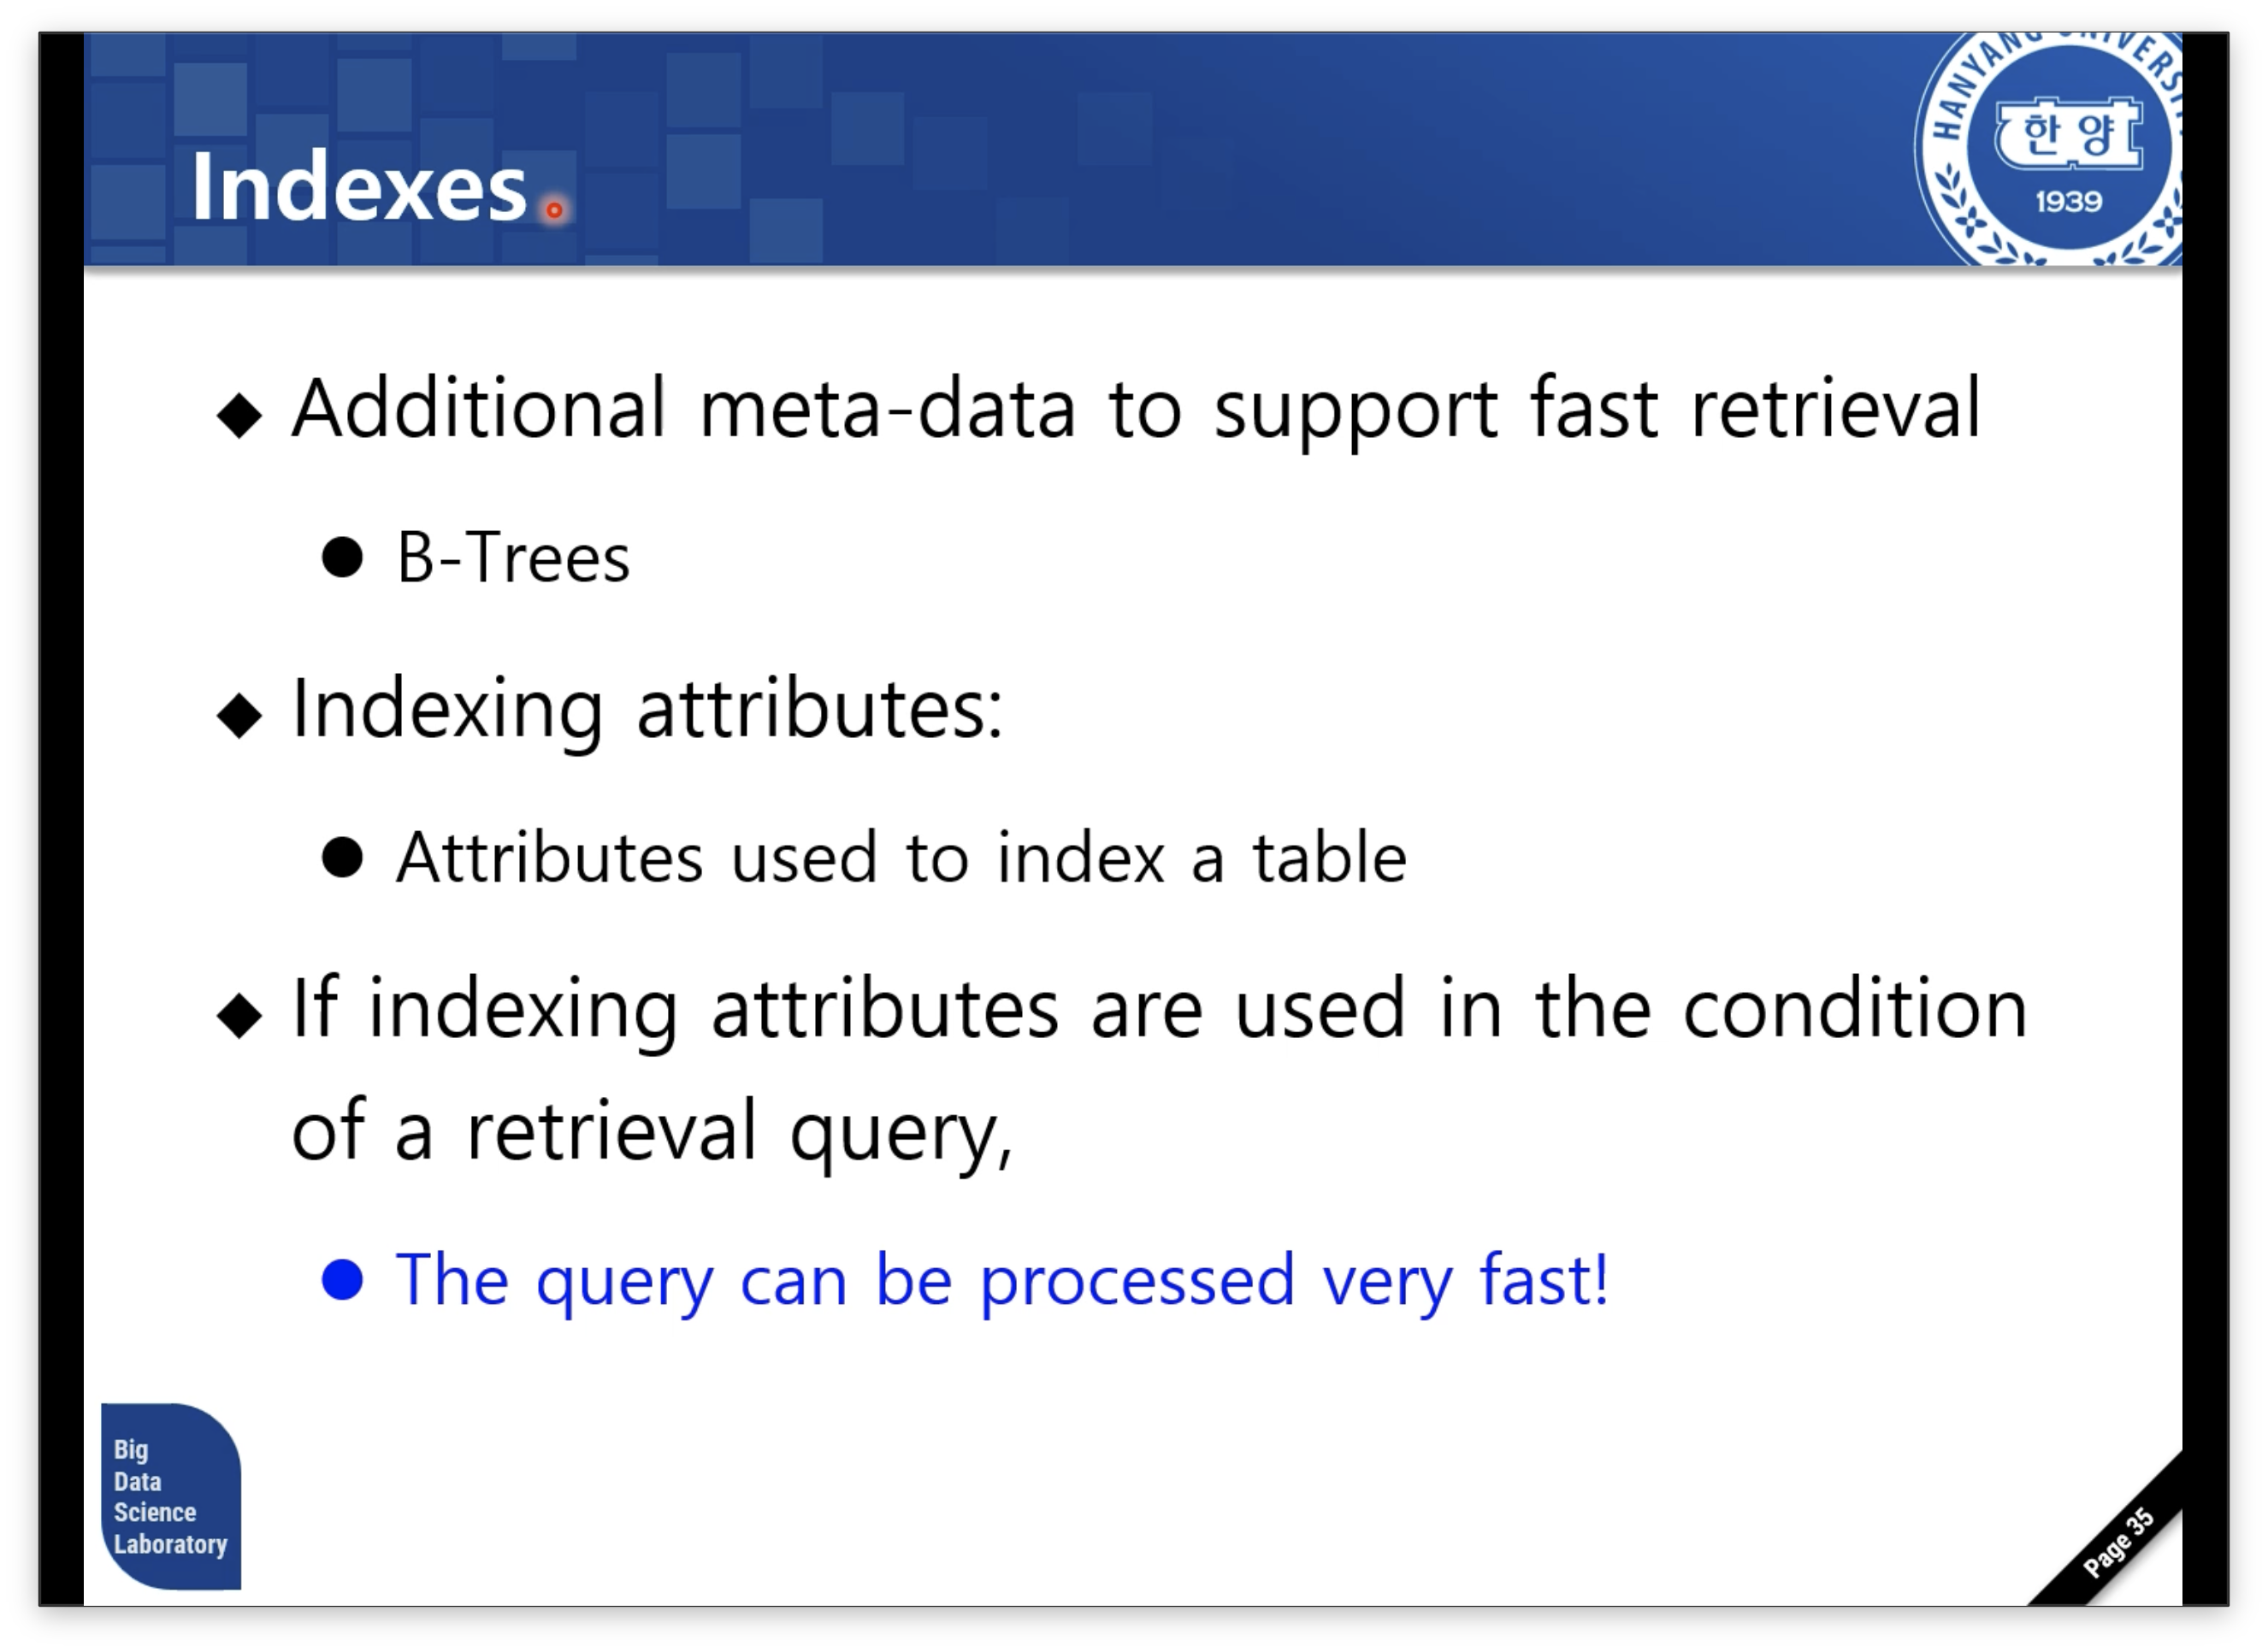 Indexes
HANYANG UNIVERSIT
한양
1939
◆ Additional meta-data to support fast retrieval
● B-Trees
◆ Indexing attributes:
● Attributes used to index a table
◆ If indexing attributes are used in the condition
of a retrieval query,
● The query can be processed very fast!
Big
Data
Science
Laboratory
Page 35